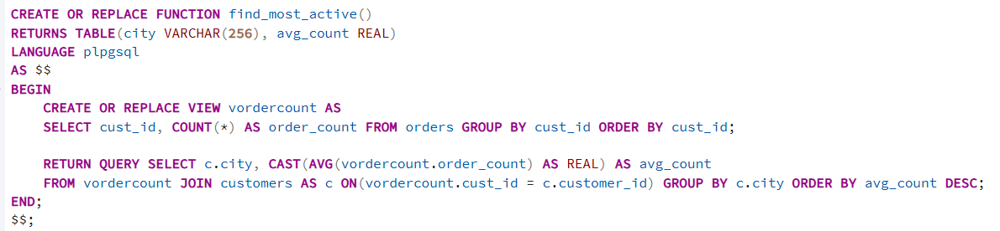 CREATE OR REPLACE FUNCTION find_most_active()
RETURNS TABLE(city VARCHAR(256), avg_count REAL)
LANGUAGE plpgsql
AS $$
BEGIN
    CREATE OR REPLACE VIEW vordercount AS
    SELECT cust_id, COUNT(*) AS order_count FROM orders GROUP BY cust_id ORDER BY cust_id;

    RETURN QUERY SELECT c.city, CAST(AVG(vordercount.order_count) AS REAL) AS avg_count
    FROM vordercount JOIN customers AS c ON(vordercount.cust_id = c.customer_id) GROUP BY c.city ORDER BY avg_count DESC;
END;
$$;